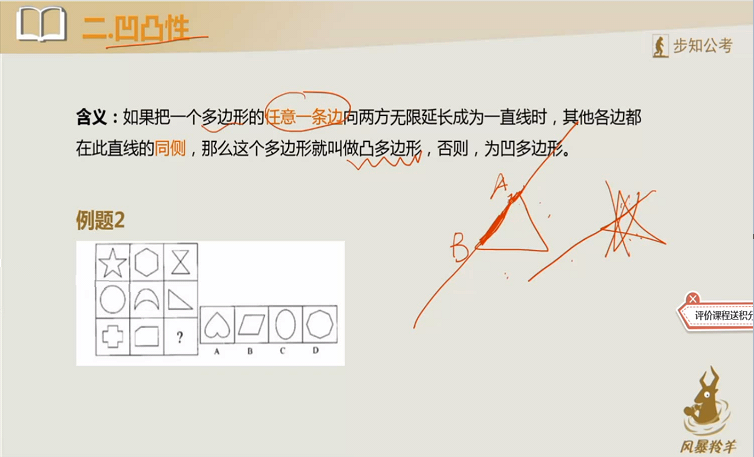 二.凹凸性
步知公考
含义：如果把一个多边形的任意一条边向两方无限延长成为一直线时，其他各边都
在此直线的同侧，那么这个多边形就叫做凸多边形，否则，为凹多边形。
A
B
例题2
?
A B C D
评价课程送积分
风暴羚羊